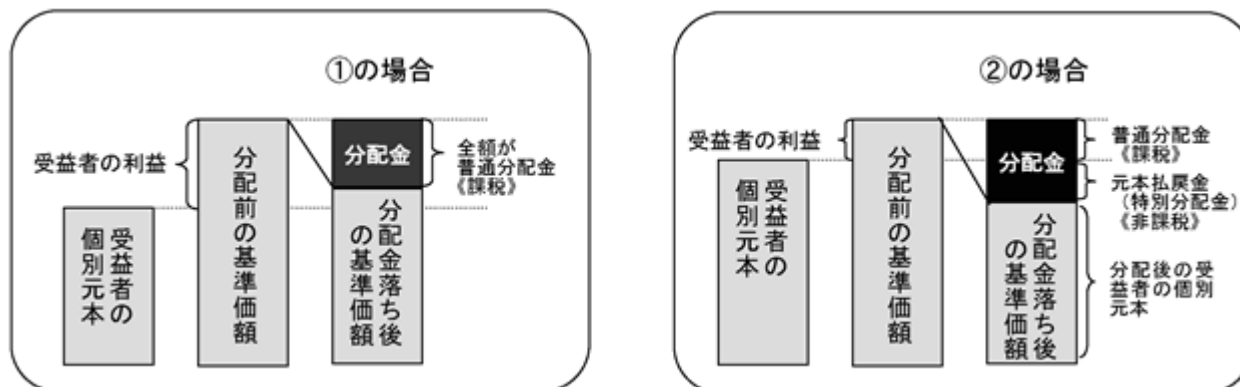 ①の場合
受益者の利益
受益者の
個別元本
分配前の基準価額
分配金
分配金落ち後
の基準価額
全額が
普通分配金
《課税》
②の場合
受益者の利益
受益者の
個別元本
分配前の基準価額
分配金
分配金落ち後
の基準価額
普通分配金
《課税》
元本払戻金
(特別分配金)
《非課税》
分配後の受
益者の個別
元本